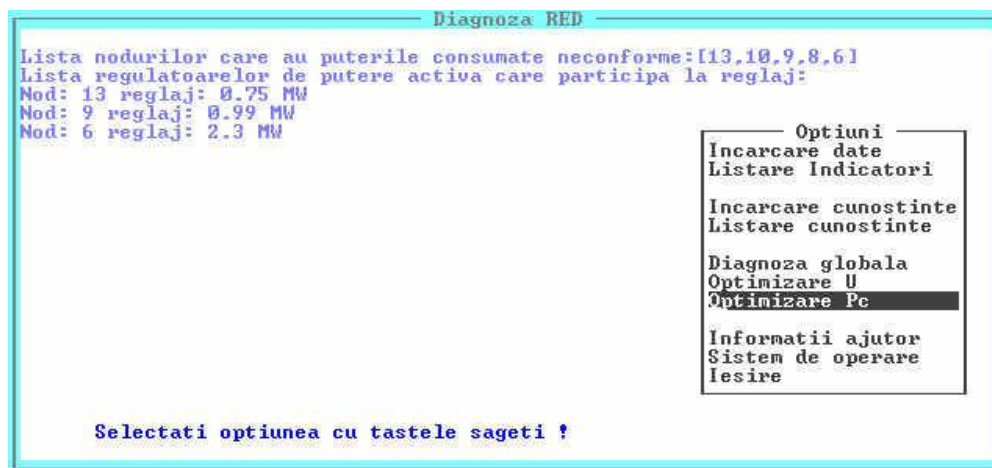 Diagnoza RED
Lista nodurilor care au puterile consumate neconforme:[13,10,9,8,6]
Lista regulatoarelor de putere activa care participa la reglaj:
Nod: 13 reglaj: 0.75 MW
Nod: 9 reglaj: 0.99 MW
Nod: 6 reglaj: 2.3 MW
Optiuni
Incarcare date
Listare Indicatori
Incarcare cunostinte
Listare cunostinte
Diagnoza globala
Optimizare U
Optimizare Pc
Informatii ajutor
Sistem de operare
Iesire
Selectati optiunea cu tastele sageti !